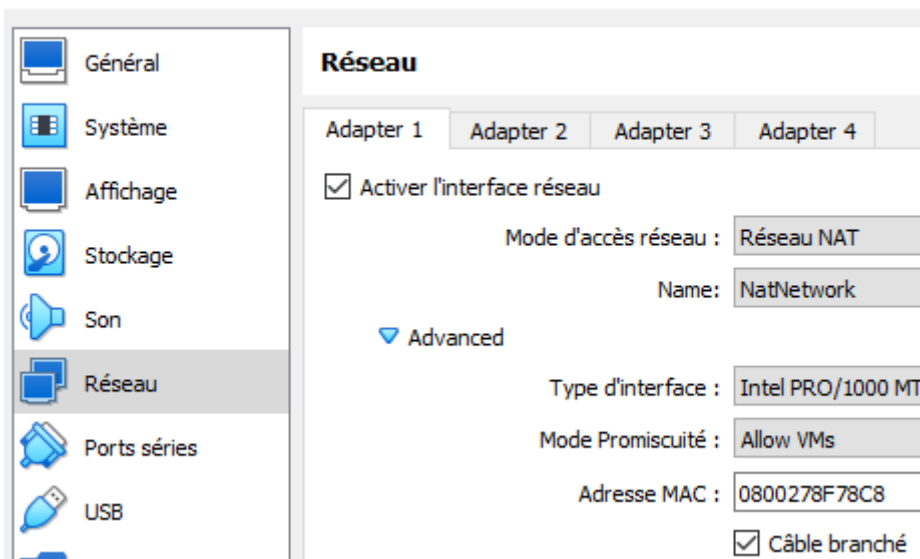 Général
Système
Affichage
Stockage
Son
Réseau
Ports séries
USB
Réseau
Adapter 1 Adapter 2 Adapter 3 Adapter 4
Activer l'interface réseau
Mode d'accès réseau : Réseau NAT
Name: NatNetwork
Advanced
Type d'interface : Intel PRO/1000 MT
Mode Promiscuité : Allow VMs
Adresse MAC : 0800278F78C8
Câble branché